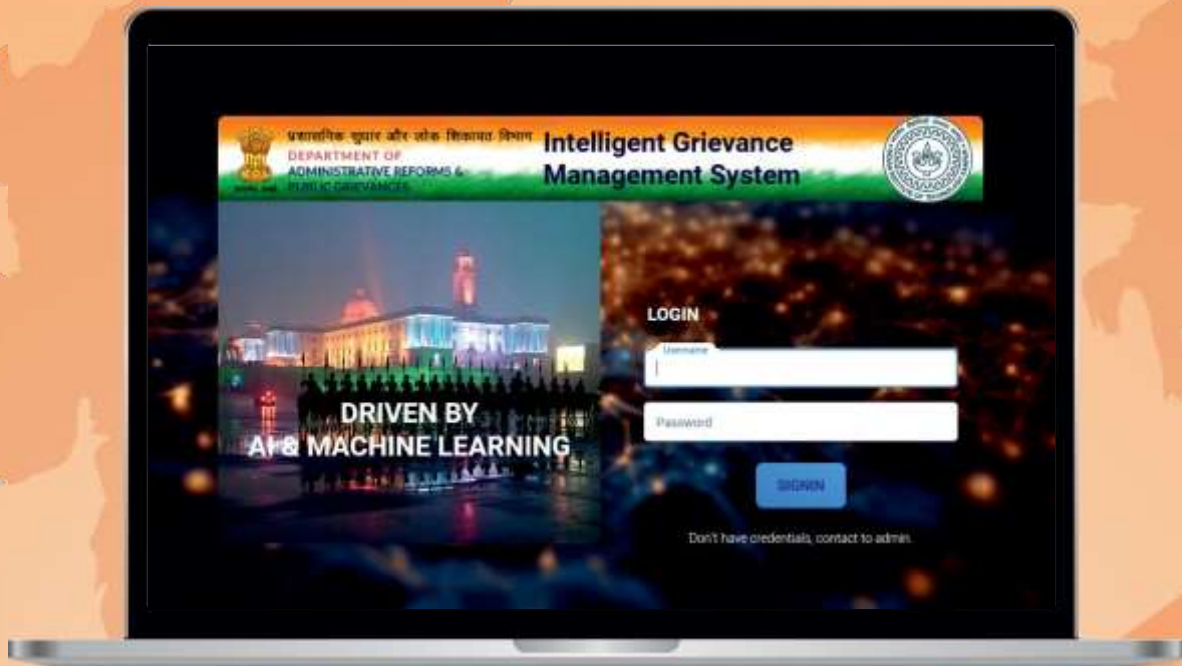 प्रशासनिक सुधार और लोक शिकायत विभाग
DEPARTMENT OF
ADMINISTRATIVE REFORMS &
PUBLIC GRIEVANCES
Intelligent Grievance
Management System
DRIVEN BY
AI & MACHINE LEARNING
LOGIN
Username
Password
SIGNIN
Don't have credentials, contact to admin.